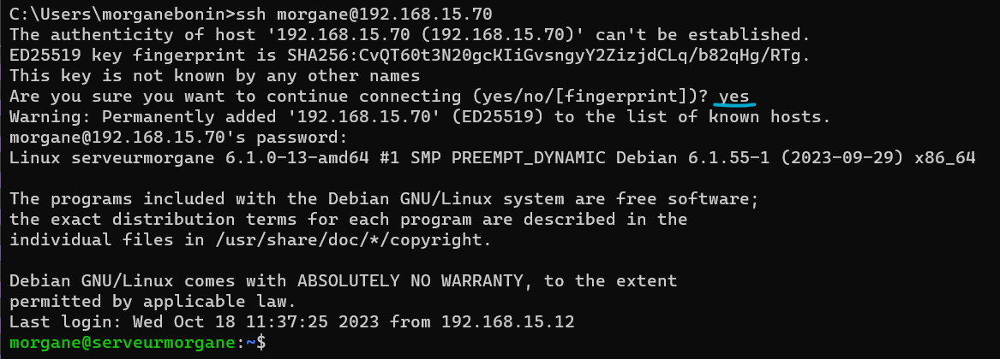 C:\Users\morganebonin>ssh morgane@192.168.15.70
The authenticity of host '192.168.15.70 (192.168.15.70)' can't be established.
ED25519 key fingerprint is SHA256:CvQT60t3N20gcKIiGvsngyY2ZizjdCLq/b82qHg/RTg.
This key is not known by any other names
Are you sure you want to continue connecting (yes/no/[fingerprint])? yes
Warning: Permanently added '192.168.15.70' (ED25519) to the list of known hosts.
morgane@192.168.15.70's password:
Linux serveurmorgane 6.1.0-13-amd64 #1 SMP PREEMPT_DYNAMIC Debian 6.1.55-1 (2023-09-29) x86_64

The programs included with the Debian GNU/Linux system are free software;
the exact distribution terms for each program are described in the
individual files in /usr/share/doc/*/copyright.

Debian GNU/Linux comes with ABSOLUTELY NO WARRANTY, to the extent
permitted by applicable law.
Last login: Wed Oct 18 11:37:25 2023 from 192.168.15.12
morgane@serveurmorgane:~$